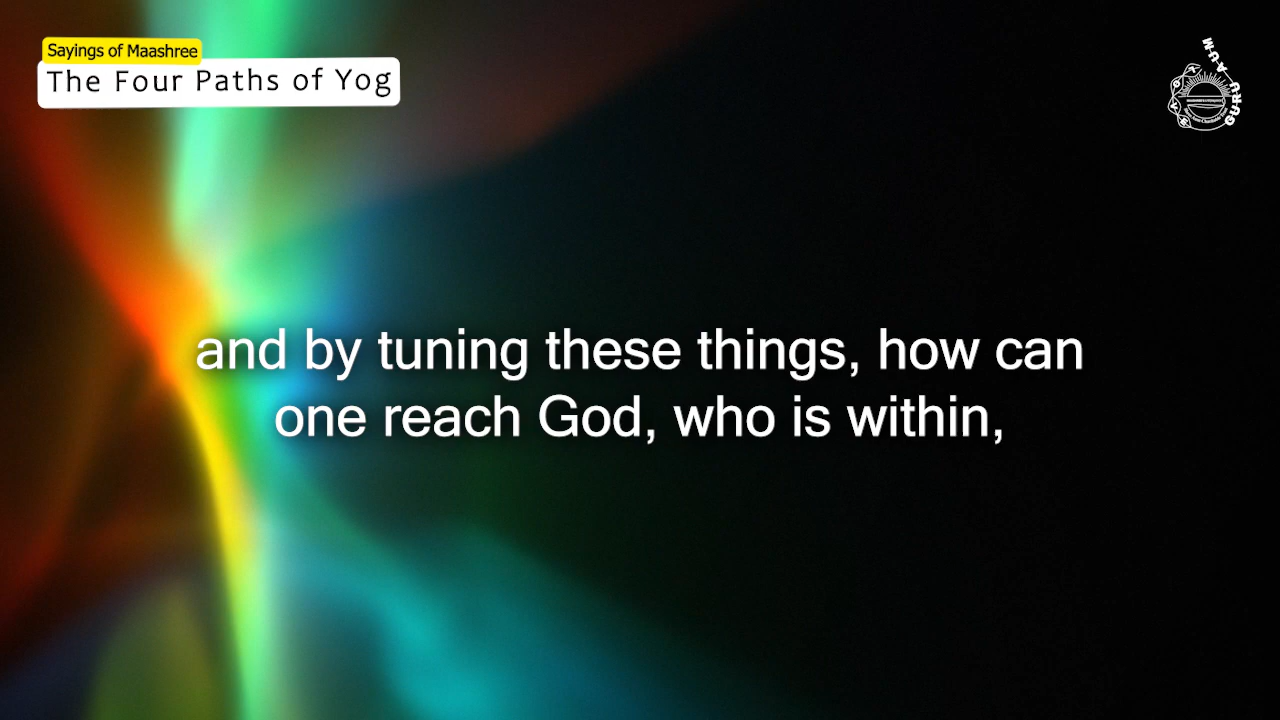 Sayings of Maashree
The Four Paths of Yog
GURU A·U·M
and by tuning these things, how can
one reach God, who is within,